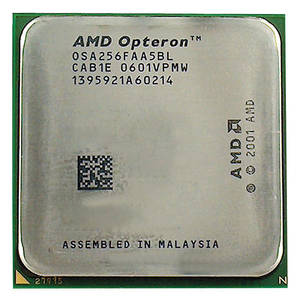 AMD Opteron™
OSA256FAA5BL
CAB1E 0601VPMW
1395921A60214
AMD
© 2001 AMD
ASSEMBLED IN MALAYSIA